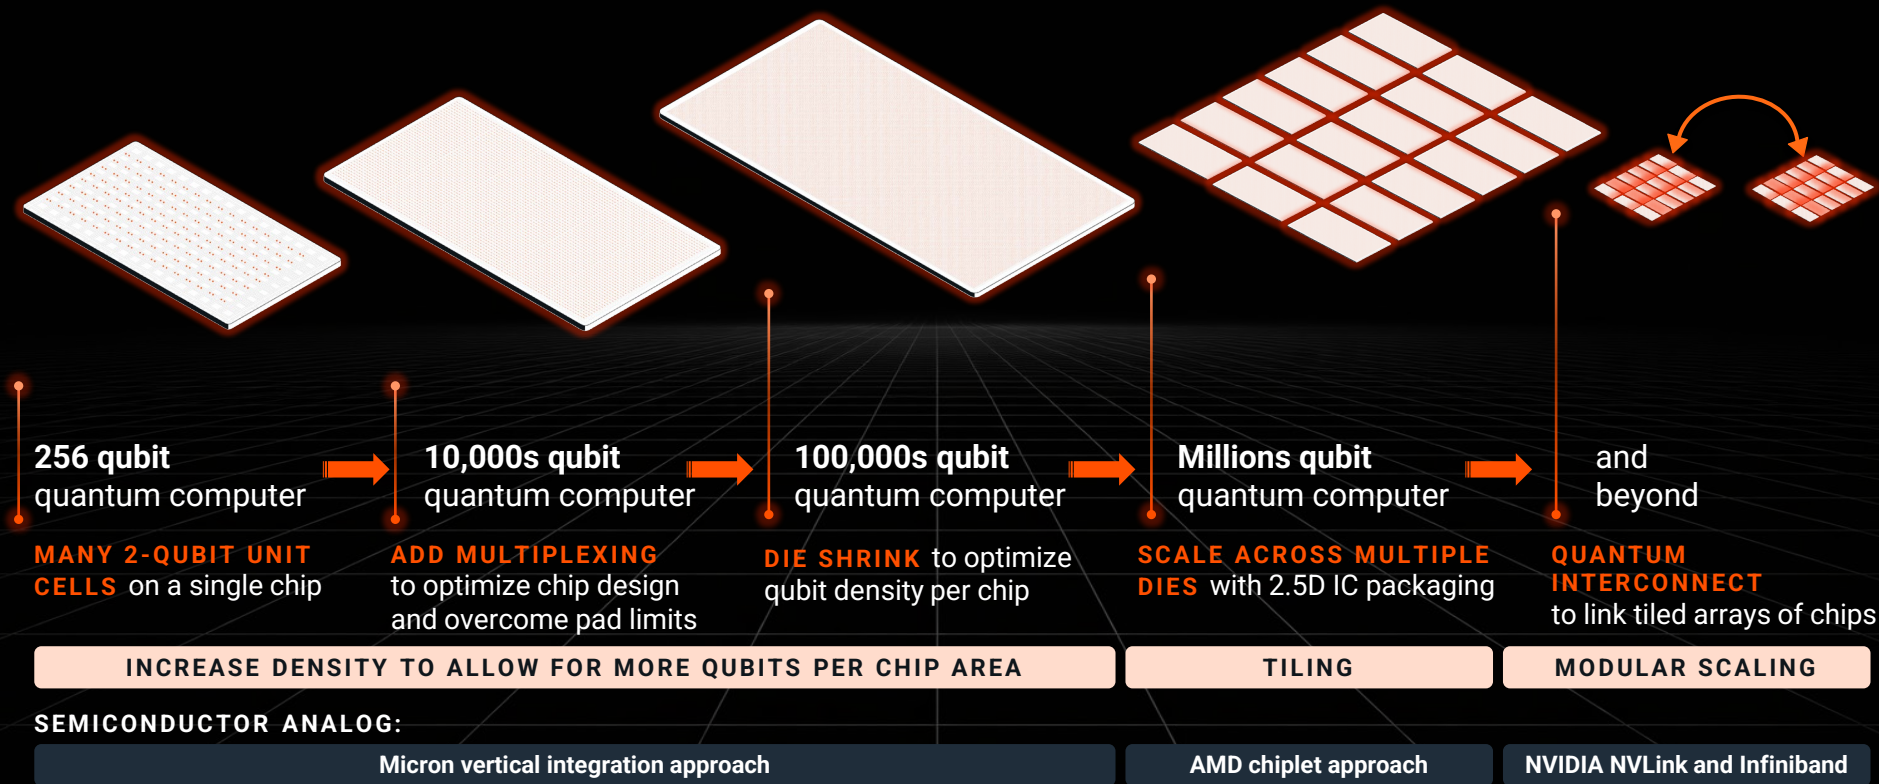 256 qubit
quantum computer
10,000s qubit
quantum computer
100,000s qubit
quantum computer
Millions qubit
quantum computer
and
beyond
MANY 2-QUBIT UNIT
CELLS on a single chip
ADD MULTIPLEXING
to optimize chip design
and overcome pad limits
DIE SHRINK to optimize
qubit density per chip
SCALE ACROSS MULTIPLE
DIES with 2.5D IC packaging
QUANTUM
INTERCONNECT
to link tiled arrays of chips
INCREASE DENSITY TO ALLOW FOR MORE QUBITS PER CHIP AREA
TILING
MODULAR SCALING
SEMICONDUCTOR ANALOG:
Micron vertical integration approach
AMD chiplet approach
NVIDIA NVLink and Infiniband